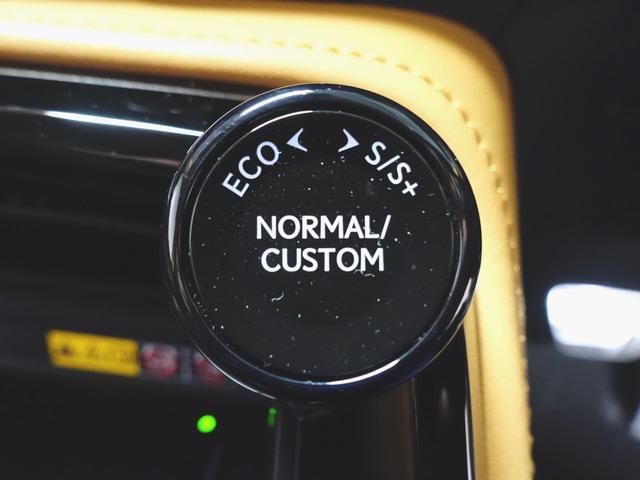 ECO
S/S+
NORMAL/
CUSTOM